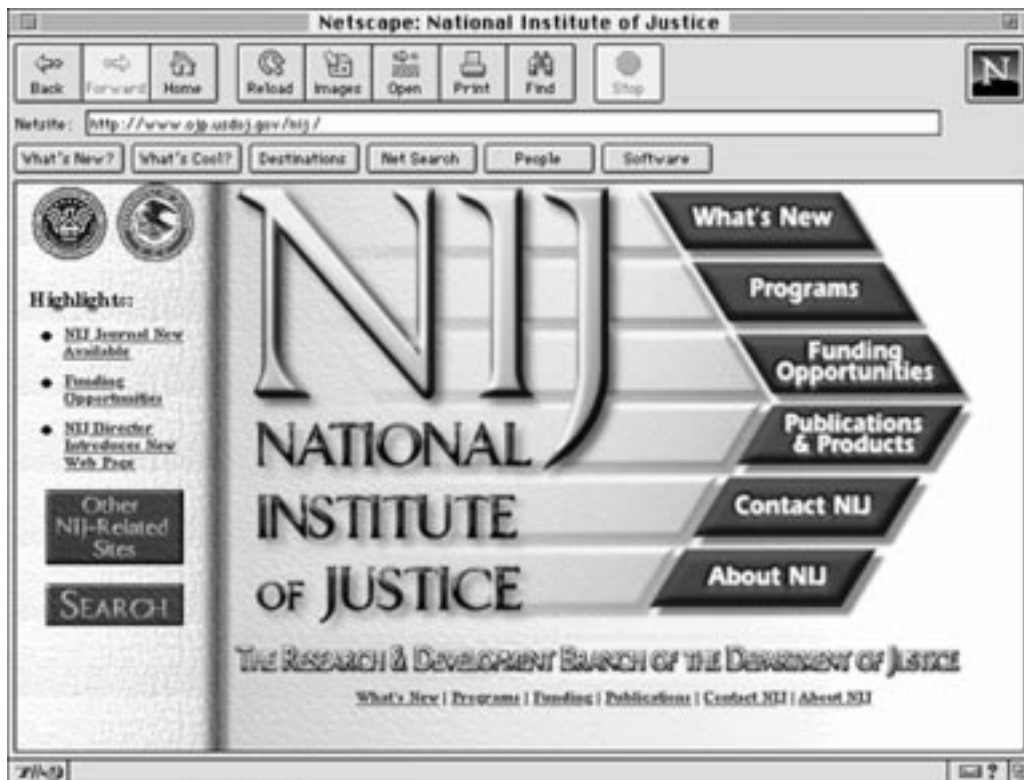 Netscape: National Institute of Justice
Back Forward Home Reload Images Open Print Find Stop
N
Netsite: http://www.ojp.usdoj.gov/nij/
What's New? What's Cool? Destinations Net Search People Software
Highlights:
NIJ Journal Now
Available
Funding
Opportunities
NIJ Director
Introduces New
Web Page
Other
NIJ-Related
Sites
SEARCH
NIJ
NATIONAL
INSTITUTE
OF JUSTICE
What's New
Programs
Funding
Opportunities
Publications
& Products
Contact NIJ
About NIJ
THE RESEARCH & DEVELOPMENT BRANCH OF THE DEPARTMENT OF JUSTICE
What's New | Programs | Funding | Publications | Contact NIJ | About NIJ
?